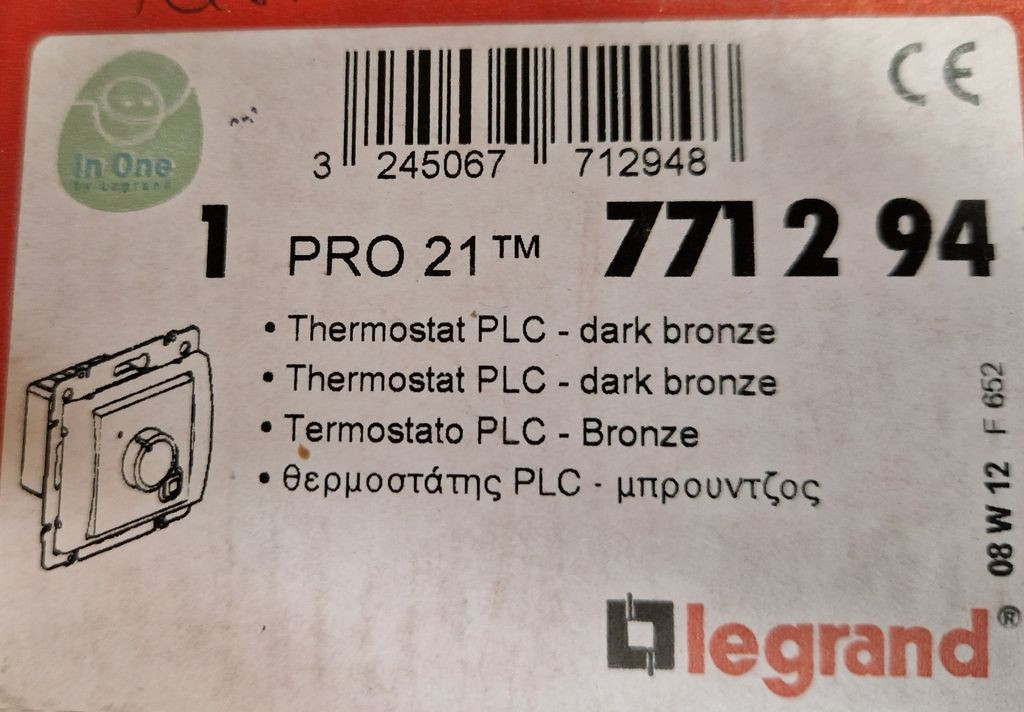 In One
by Legrand
3 245067 712948
CE
1 PRO 21™ 771 2 94
• Thermostat PLC - dark bronze
• Thermostat PLC - dark bronze
• Termostato PLC - Bronze
• θερμοστάτης PLC - μπρουντζος
08 W 12 F 652
legrand®